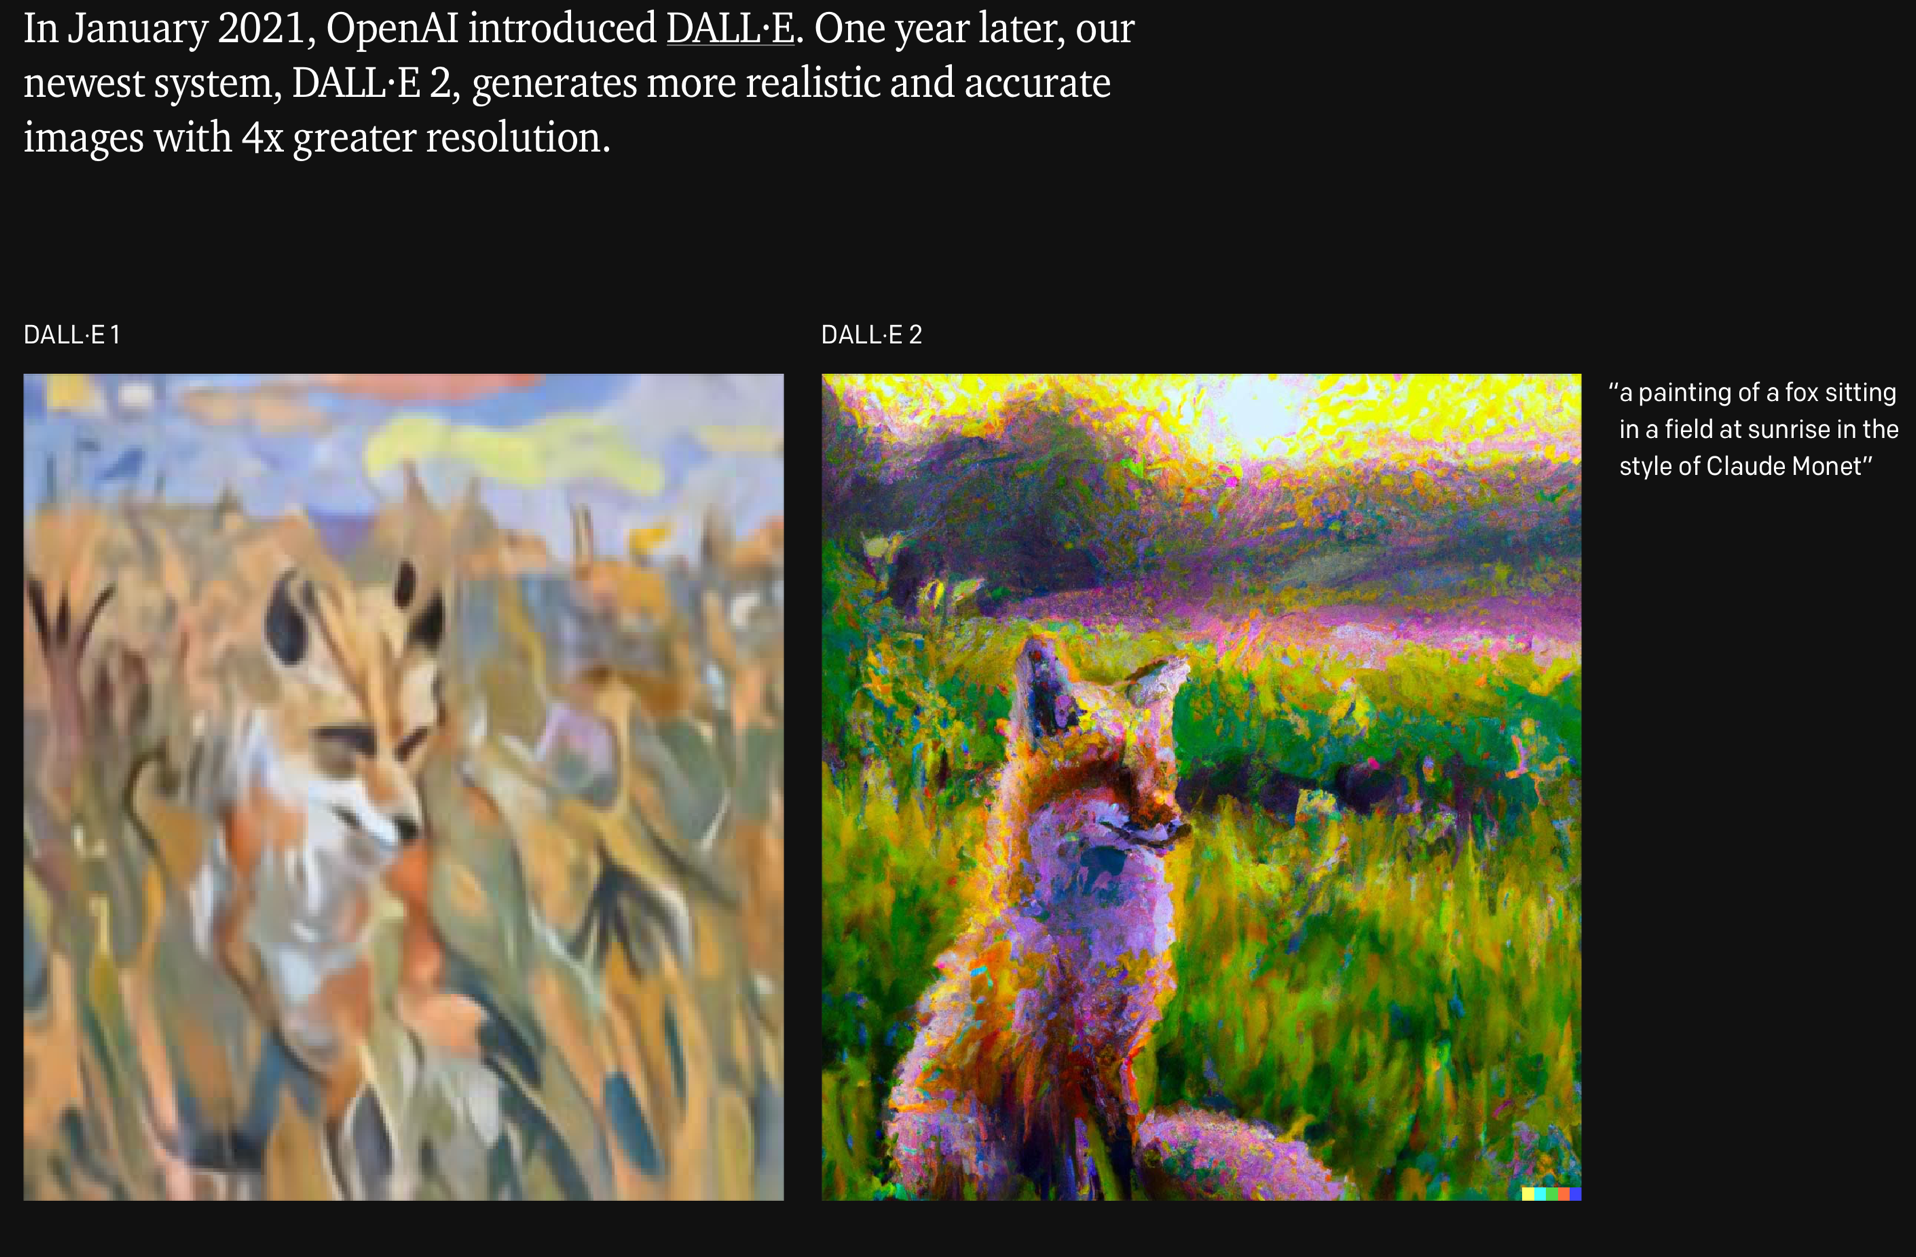 In January 2021, OpenAI introduced DALL·E. One year later, our
newest system, DALL·E 2, generates more realistic and accurate
images with 4x greater resolution.
DALL·E 1
DALL·E 2
“a painting of a fox sitting
in a field at sunrise in the
style of Claude Monet”